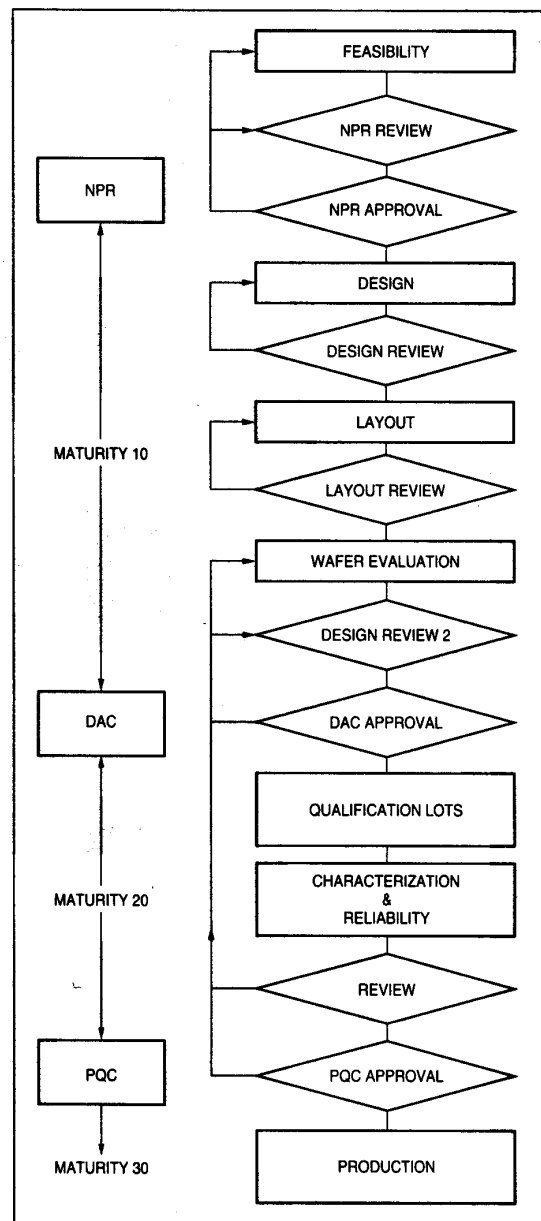 FEASIBILITY
NPR REVIEW
NPR
NPR APPROVAL
DESIGN
DESIGN REVIEW
LAYOUT
MATURITY 10
LAYOUT REVIEW
WAFER EVALUATION
DESIGN REVIEW 2
DAC
DAC APPROVAL
QUALIFICATION LOTS
CHARACTERIZATION
&
RELIABILITY
MATURITY 20
REVIEW
PQC
PQC APPROVAL
MATURITY 30
PRODUCTION